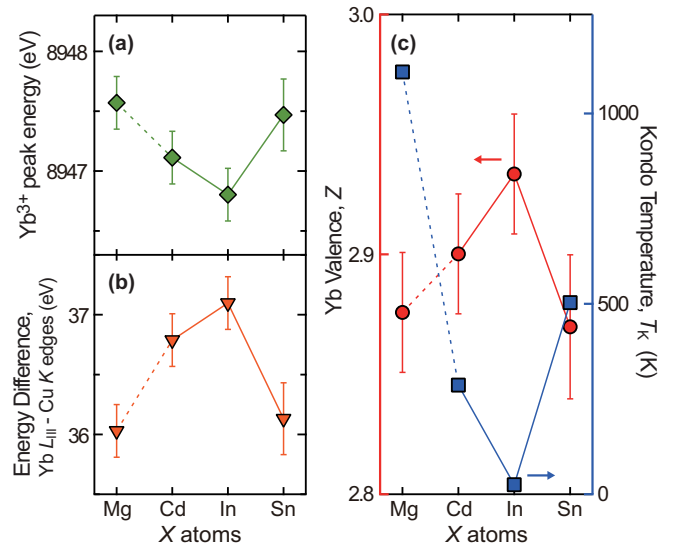 (a)
Yb3+ peak energy (eV)
8948
8947
(b)
Energy Difference,
Yb LIII - Cu K edges (eV)
37
36
Mg Cd In Sn
X atoms
(c)
Yb Valence, Z
3.0
2.9
2.8
Kondo Temperature, TK (K)
1000
500
0
Mg Cd In Sn
X atoms